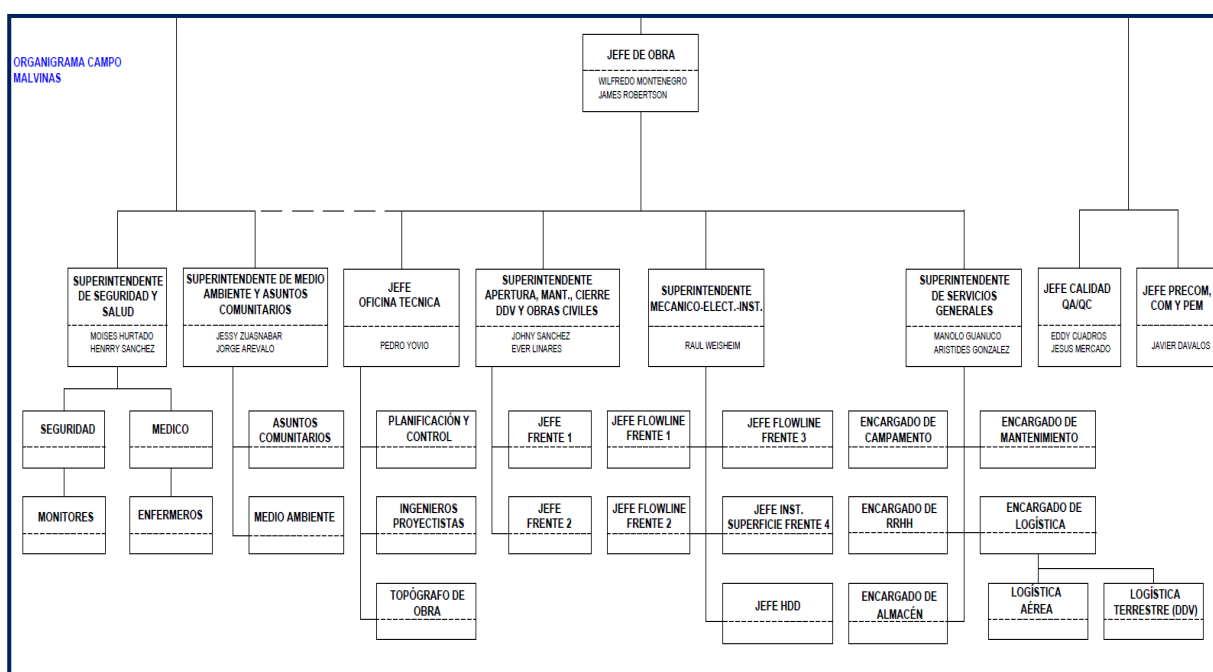 ORGANIGRAMA CAMPO
MALVINAS
JEFE DE OBRA
WILFREDO MONTENEGRO
JAMES ROBERTSON
SUPERINTENDENTE
DE SEGURIDAD Y
SALUD
MOISES HURTADO
HENRRY SANCHEZ
SUPERINTENDENTE DE MEDIO
AMBIENTE Y ASUNTOS
COMUNITARIOS
JESSY ZUASNABAR
JORGE AREVALO
JEFE
OFICINA TECNICA
PEDRO YOVIO
SUPERINTENDENTE
APERTURA, MANT., CIERRE
DDV Y OBRAS CIVILES
JOHNY SANCHEZ
EVER LINARES
SUPERINTENDENTE
MECANICO-ELECT.-INST.
RAUL WEISHEIM
SUPERINTENDENTE
DE SERVICIOS
GENERALES
MANOLO GUANUCO
ARISTIDES GONZALEZ
JEFE CALIDAD
QA/QC
EDDY CUADROS
JESUS MERCADO
JEFE PRECOM,
COM Y PEM
JAVIER DAVALOS
SEGURIDAD
MEDICO
ASUNTOS
COMUNITARIOS
PLANIFICACIÓN Y
CONTROL
JEFE
FRENTE 1
JEFE FLOWLINE
FRENTE 1
JEFE FLOWLINE
FRENTE 3
ENCARGADO DE
CAMPAMENTO
ENCARGADO DE
MANTENIMIENTO
MONITORES
ENFERMEROS
MEDIO AMBIENTE
INGENIEROS
PROYECTISTAS
JEFE
FRENTE 2
JEFE FLOWLINE
FRENTE 2
JEFE INST.
SUPERFICIE FRENTE 4
ENCARGADO DE
RRHH
ENCARGADO DE
LOGÍSTICA
TOPÓGRAFO DE
OBRA
JEFE HDD
ENCARGADO DE
ALMACÉN
LOGÍSTICA
AÉREA
LOGÍSTICA
TERRESTRE (DDV)